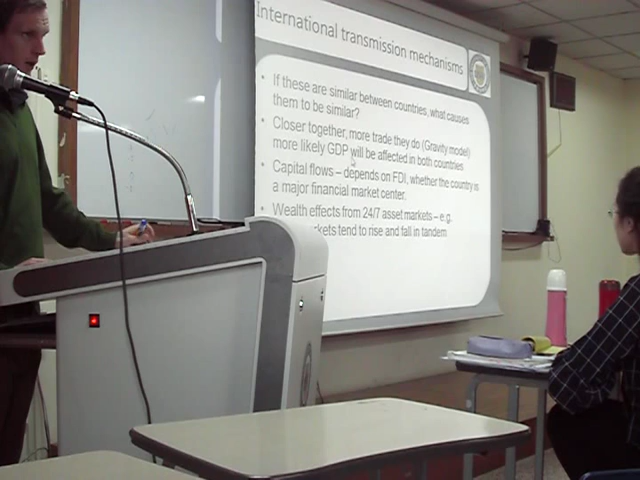 International transmission mechanisms
• If these are similar between countries, what causes
them to be similar?
• Closer together, more trade they do (Gravity model)
more likely GDP will be affected in both countries
• Capital flows – depends on FDI, whether the country is
a major financial market center.
• Wealth effects from 24/7 asset markets – e.g.
tend to rise and fall in tandem